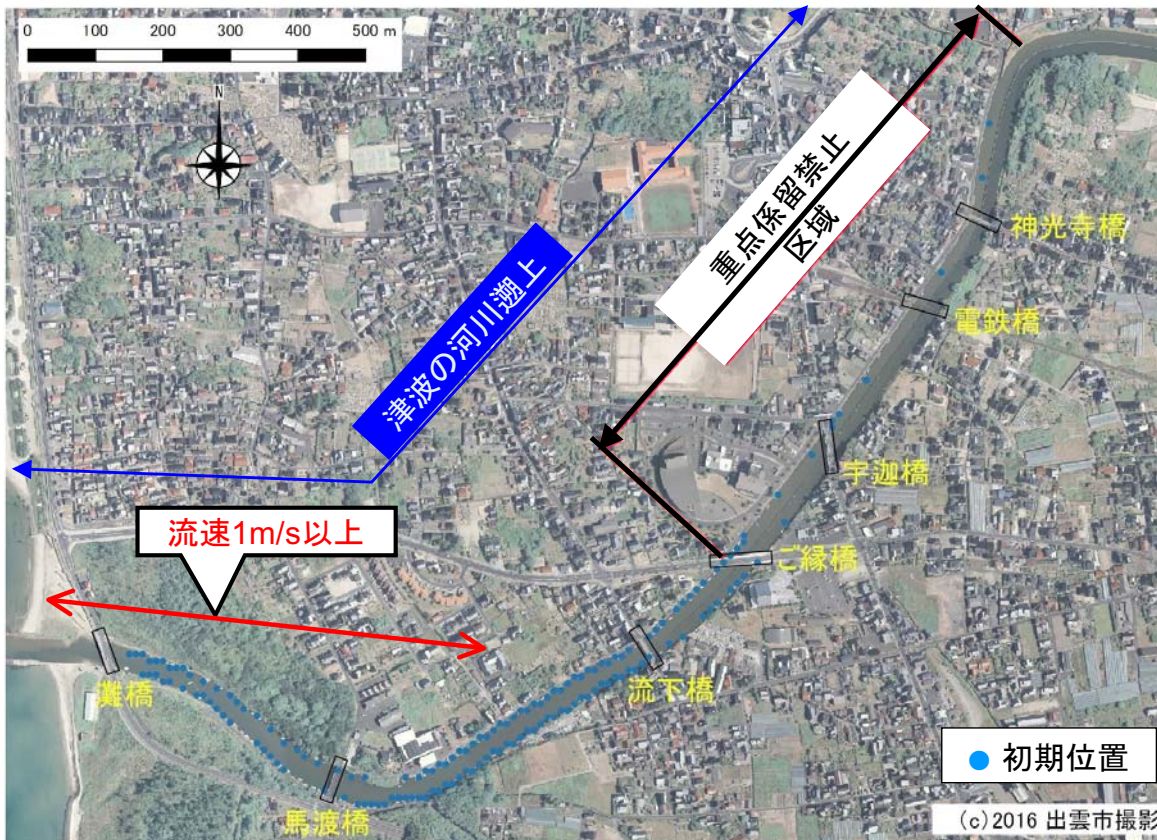 0 100 200 300 400 500 m
N
重点係留禁止
区域
神光寺橋
津波の河川遡上
電鉄橋
宇迦橋
流速1m/s以上
ご縁橋
流下橋
灘橋
馬渡橋
初期位置
(c)2016 出雲市撮影